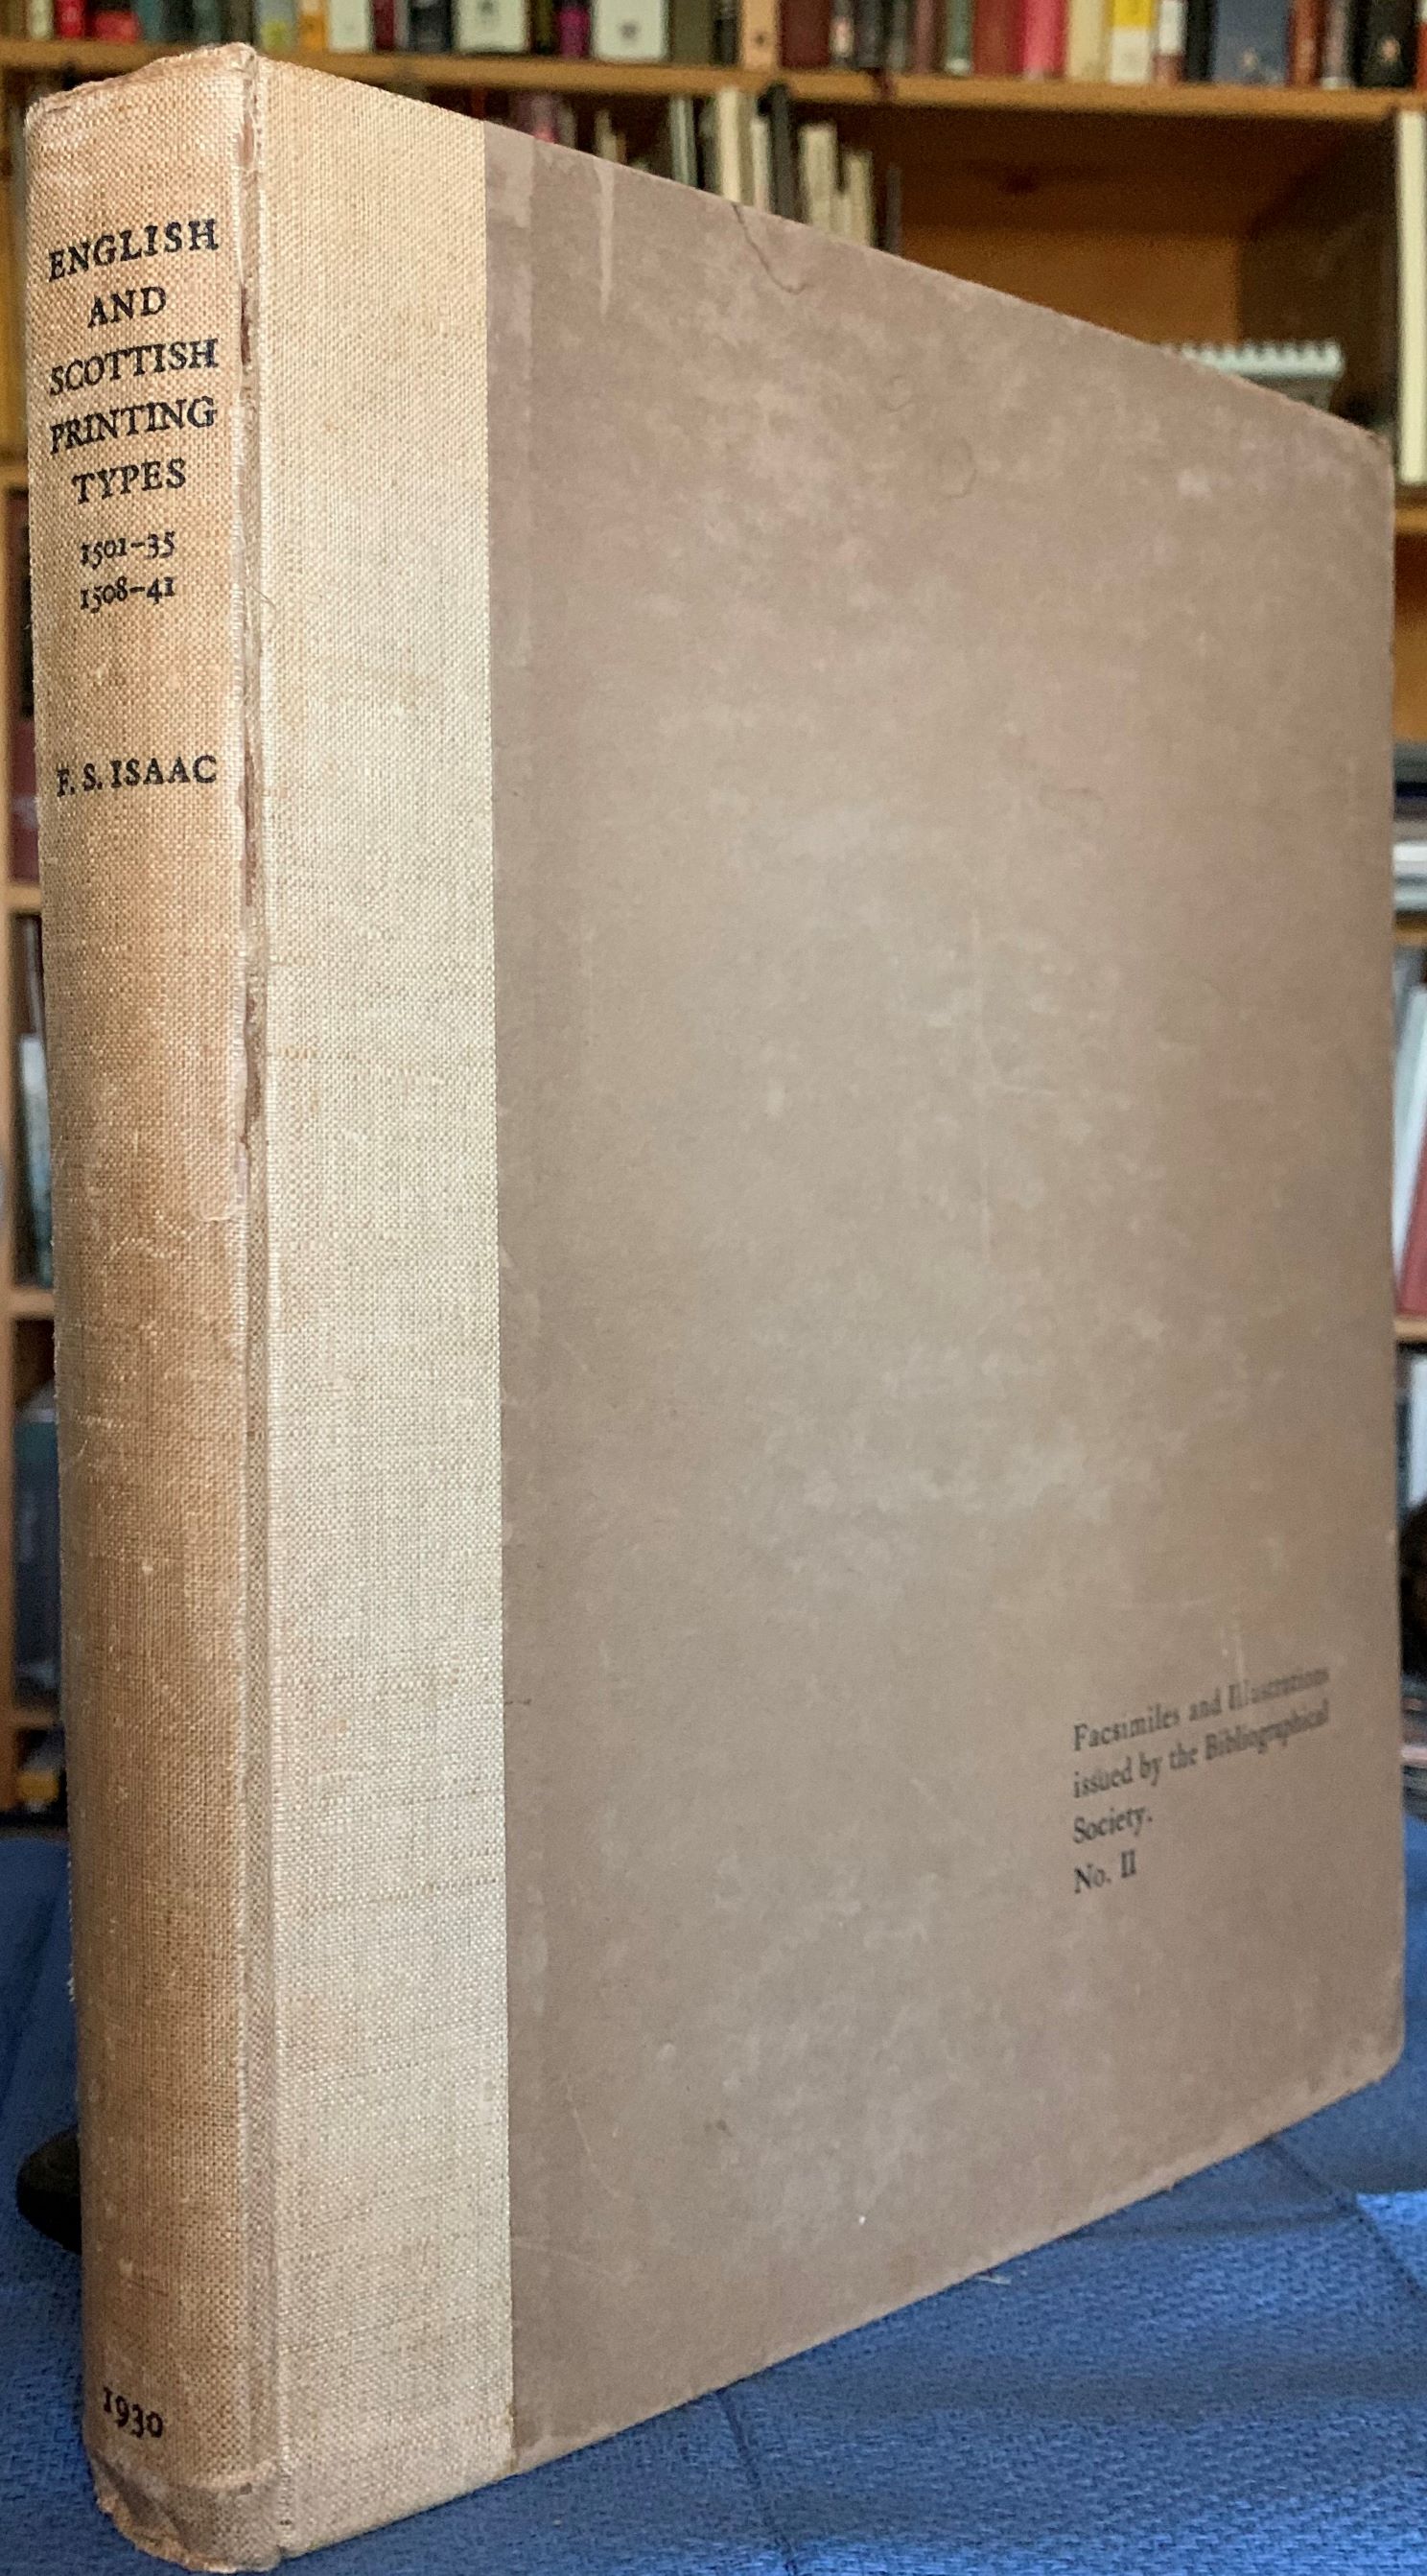 ENGLISH
AND
SCOTTISH
PRINTING
TYPES
1501–35
1508–41
F. S. ISAAC
1930
Facsimiles and Illustrations
issued by the Bibliographical
Society.
No. II